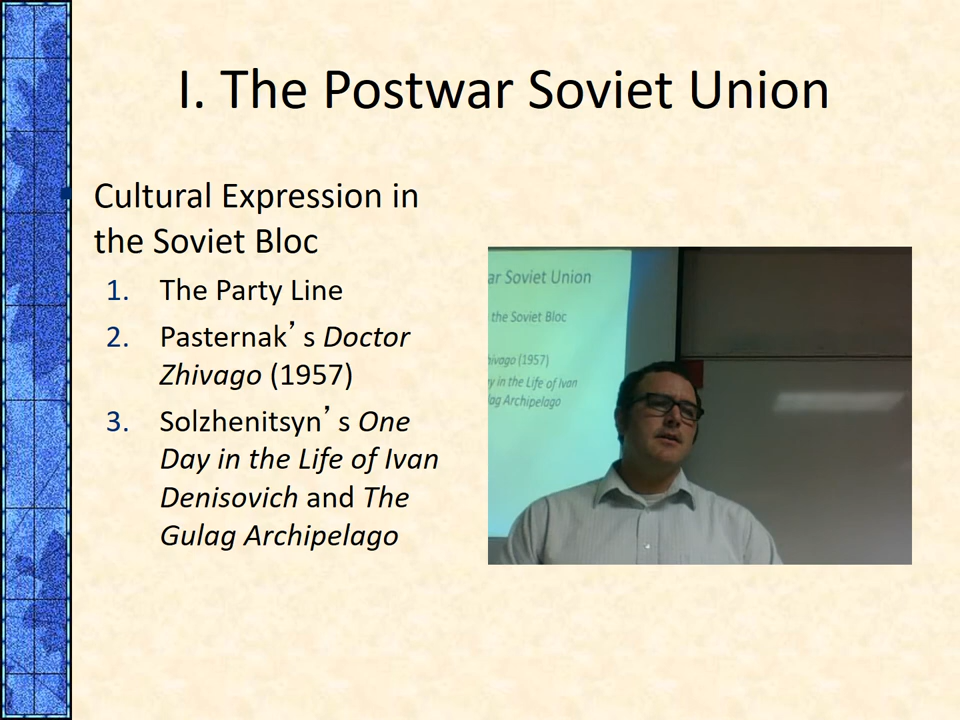 I. The Postwar Soviet Union
Cultural Expression in
the Soviet Bloc
1. The Party Line
2. Pasternak’s Doctor
Zhivago (1957)
3. Solzhenitsyn’s One
Day in the Life of Ivan
Denisovich and The
Gulag Archipelago
ar Soviet Union
the Soviet Bloc
hivago (1957)
y in the Life of Ivan
lag Archipelago